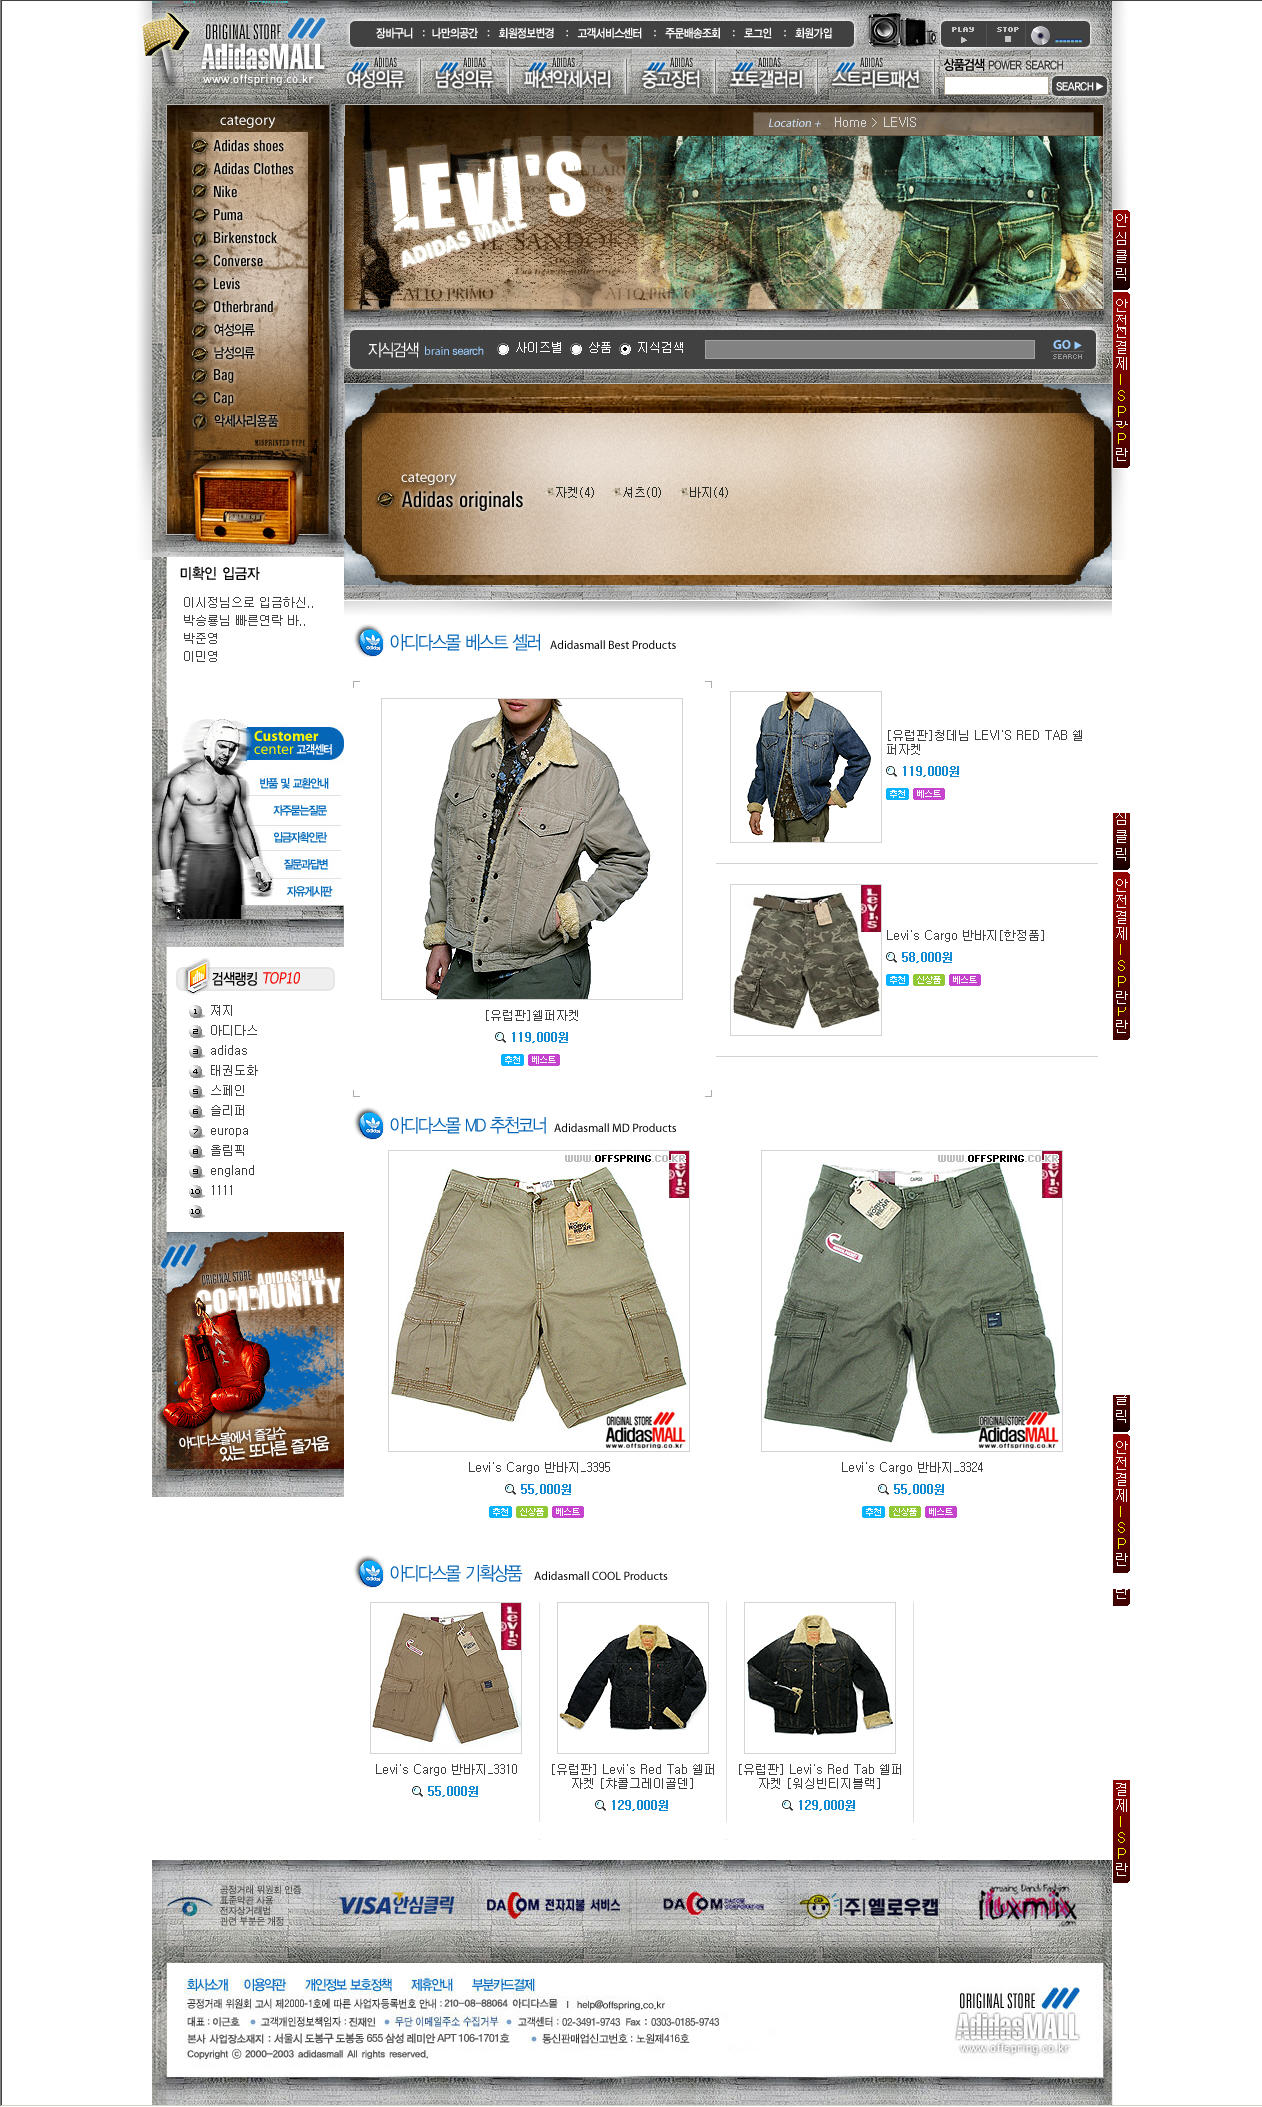 ORIGINAL STORE
AdidasMALL
www.offspring.co.kr
장바구니 : 나만의공간 : 회원정보변경 : 고객서비스센터 : 주문배송조회 : 로그인 : 회원가입
PLAY STOP
ADIDAS 여성의류
ADIDAS 남성의류
ADIDAS 패션악세서리
ADIDAS 중고장터
ADIDAS 포토갤러리
ADIDAS 스트리트패션
상품검색 POWER SEARCH
SEARCH
category
Adidas shoes
Adidas Clothes
Nike
Puma
Birkenstock
Converse
Levis
Otherbrand
여성의류
남성의류
Bag
Cap
악세사리용품
MISPRINTED TYPE
Location + Home > LEVIS
LEVI'S
ADIDAS MALL
ATTO PRIMO
지식검색 brain search 사이즈별 상품 지식검색
GO
SEARCH
category
Adidas originals
자켓(4) 셔츠(0) 바지(4)
미확인 입금자
이시정님으로 입금하신..
박승룡님 빠른연락 바..
박준영
이민영
Customer
center 고객센터
반품 및 교환안내
자주묻는질문
입금자확인란
질문과답변
자유게시판
검색랭킹 TOP10
1 져지
2 아디다스
3 adidas
4 태권도화
5 스페인
6 슬리퍼
7 europa
8 올림픽
9 england
10 1111
10
ORIGINAL STORE ADIDASMALL
COMMUNITY
아디다스몰에서 즐길수
있는 또다른 즐거움
아디다스몰 베스트 셀러 Adidasmall Best Products
[유럽판]쉘퍼자켓
119,000원
추천 베스트
[유럽판]청데님 LEVI'S RED TAB 쉘
퍼자켓
119,000원
추천 베스트
Levi's Cargo 반바지[한정품]
58,000원
추천 신상품 베스트
아디다스몰 MD 추천코너 Adidasmall MD Products
WWW.OFFSPRING.CO.KR
ORIGINAL STORE
AdidasMALL
www.offspring.co.kr
Levi's Cargo 반바지_3395
55,000원
추천 신상품 베스트
WWW.OFFSPRING.CO.KR
ORIGINAL STORE
AdidasMALL
www.offspring.co.kr
Levi's Cargo 반바지_3324
55,000원
추천 신상품 베스트
아디다스몰 기획상품 Adidasmall COOL Products
Levi's Cargo 반바지_3310
55,000원
[유럽판] Levi's Red Tab 쉘퍼
자켓 [챠콜그레이골덴]
129,000원
[유럽판] Levi's Red Tab 쉘퍼
자켓 [워싱빈티지블랙]
129,000원
안심클릭
안전결제ISP란
공정거래 위원회 인증
표준약관 사용
전자상거래법
관련 부분은 개정
VISA안심클릭
DACOM 전자지불 서비스
DACOM
(주)옐로우캡
amazing Dandi Fashion
luxmix
.com
회사소개 이용약관 개인정보 보호정책 제휴안내 부분카드결제
공정거래 위원회 고시 제2000-1호에 따른 사업자등록번호 안내 : 210-08-88064 아디다스몰 | help@offspring.co.kr
대표 : 이근호 고객개인정보책임자 : 진재인 무단 이메일주소 수집거부 고객센터 : 02-3491-9743 Fax : 0303-0185-9743
본사 사업장소재지 : 서울시 도봉구 도봉동 655 삼성 레미안 APT 106-1701호 통신판매업신고번호 : 노원제416호
Copyright ⓒ 2000-2003 adidasmall All rights reserved.
ORIGINAL STORE
AdidasMALL
www.offspring.co.kr